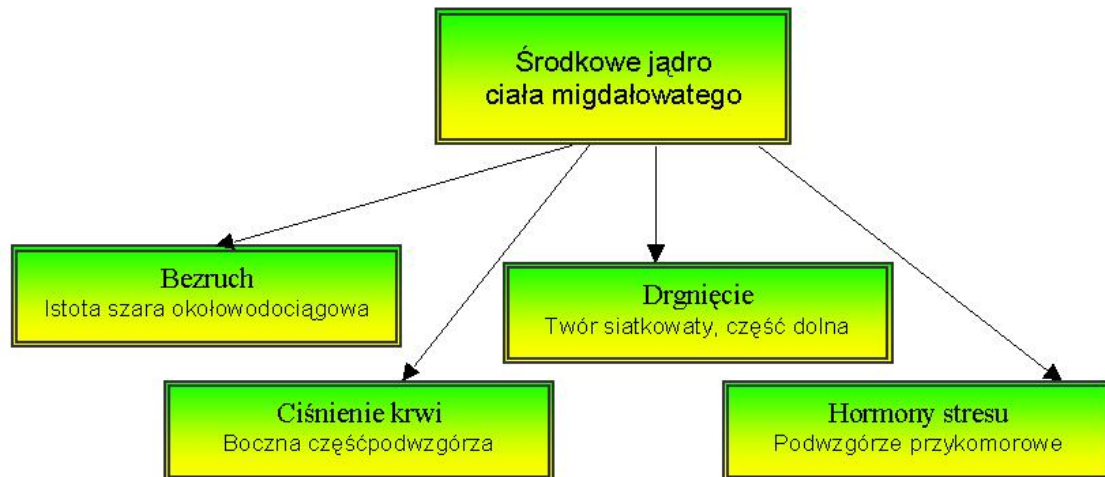 Środkowe jądro
ciała migdałowatego
Bezruch
Istota szara okołowodociągowa
Drgnięcie
Twór siatkowaty, część dolna
Ciśnienie krwi
Boczna częśćpodwzgórza
Hormony stresu
Podwzgórze przykomorowe